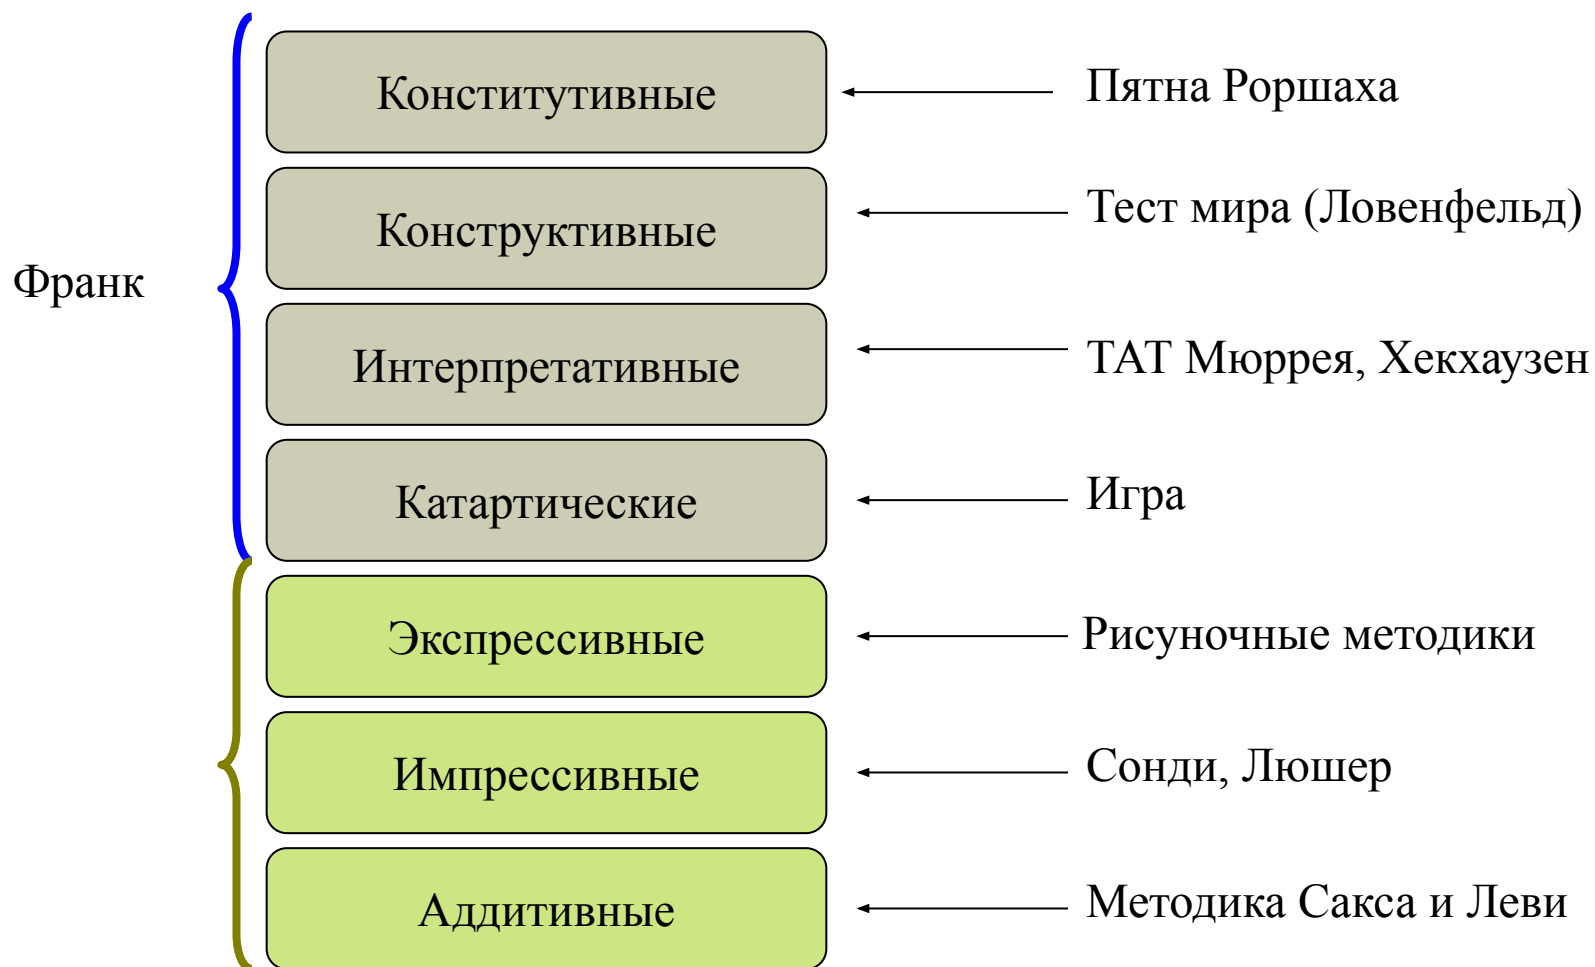 Конститутивные
Пятна Роршаха
Конструктивные
Тест мира (Ловенфельд)
Франк
Интерпретативные
ТАТ Мюррея, Хекхаузен
Катартические
Игра
Экспрессивные
Рисуночные методики
Импрессивные
Сонди, Люшер
Аддитивные
Методика Сакса и Леви